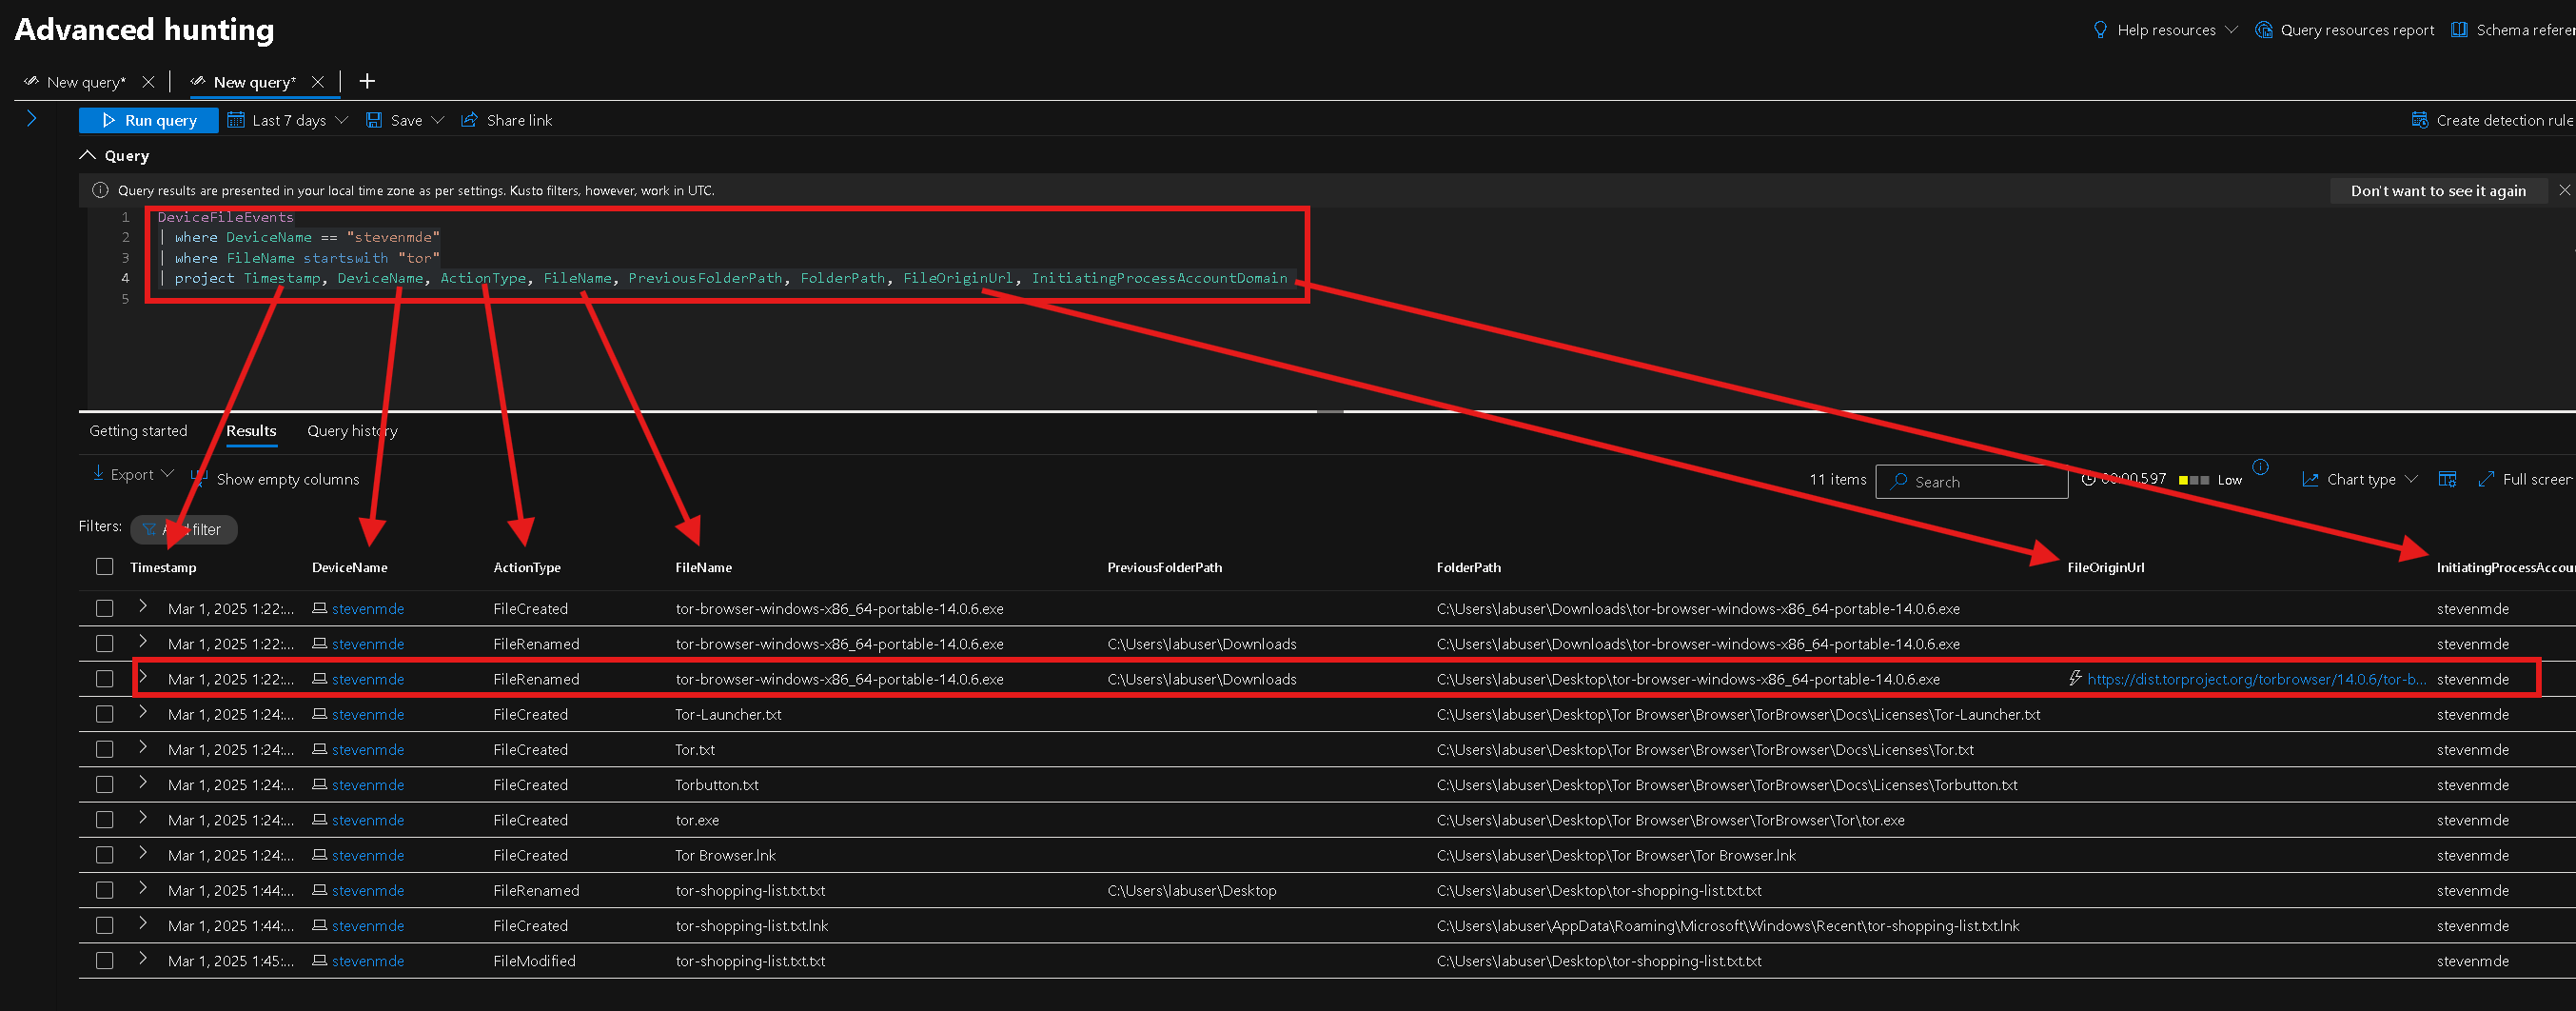 Advanced hunting
Help resources Query resources report Schema refere
New query* New query*
Run query Last 7 days Save Share link Create detection rule
Query
Query results are presented in your local time zone as per settings. Kusto filters, however, work in UTC. Don't want to see it again
1 DeviceFileEvents
2 | where DeviceName == "stevenmde"
3 | where FileName startswith "tor"
4 | project Timestamp, DeviceName, ActionType, FileName, PreviousFolderPath, FolderPath, FileOriginUrl, InitiatingProcessAccountDomain
5
Getting started Results Query history
Export Show empty columns 11 items Search 00:00.597 Low Chart type Full screen
Filters: Add filter
Timestamp DeviceName ActionType FileName PreviousFolderPath FolderPath FileOriginUrl InitiatingProcessAccoun
Mar 1, 2025 1:22:... stevenmde FileCreated tor-browser-windows-x86_64-portable-14.0.6.exe C:\Users\labuser\Downloads\tor-browser-windows-x86_64-portable-14.0.6.exe stevenmde
Mar 1, 2025 1:22:... stevenmde FileRenamed tor-browser-windows-x86_64-portable-14.0.6.exe C:\Users\labuser\Downloads C:\Users\labuser\Downloads\tor-browser-windows-x86_64-portable-14.0.6.exe stevenmde
Mar 1, 2025 1:22:... stevenmde FileRenamed tor-browser-windows-x86_64-portable-14.0.6.exe C:\Users\labuser\Downloads C:\Users\labuser\Desktop\tor-browser-windows-x86_64-portable-14.0.6.exe https://dist.torproject.org/torbrowser/14.0.6/tor-b... stevenmde
Mar 1, 2025 1:24:... stevenmde FileCreated Tor-Launcher.txt C:\Users\labuser\Desktop\Tor Browser\Browser\TorBrowser\Docs\Licenses\Tor-Launcher.txt stevenmde
Mar 1, 2025 1:24:... stevenmde FileCreated Tor.txt C:\Users\labuser\Desktop\Tor Browser\Browser\TorBrowser\Docs\Licenses\Tor.txt stevenmde
Mar 1, 2025 1:24:... stevenmde FileCreated Torbutton.txt C:\Users\labuser\Desktop\Tor Browser\Browser\TorBrowser\Docs\Licenses\Torbutton.txt stevenmde
Mar 1, 2025 1:24:... stevenmde FileCreated tor.exe C:\Users\labuser\Desktop\Tor Browser\Browser\TorBrowser\Tor\tor.exe stevenmde
Mar 1, 2025 1:24:... stevenmde FileCreated Tor Browser.lnk C:\Users\labuser\Desktop\Tor Browser\Tor Browser.lnk stevenmde
Mar 1, 2025 1:44:... stevenmde FileRenamed tor-shopping-list.txt.txt C:\Users\labuser\Desktop C:\Users\labuser\Desktop\tor-shopping-list.txt.txt stevenmde
Mar 1, 2025 1:44:... stevenmde FileCreated tor-shopping-list.txt.lnk C:\Users\labuser\AppData\Roaming\Microsoft\Windows\Recent\tor-shopping-list.txt.lnk stevenmde
Mar 1, 2025 1:45:... stevenmde FileModified tor-shopping-list.txt.txt C:\Users\labuser\Desktop\tor-shopping-list.txt.txt stevenmde